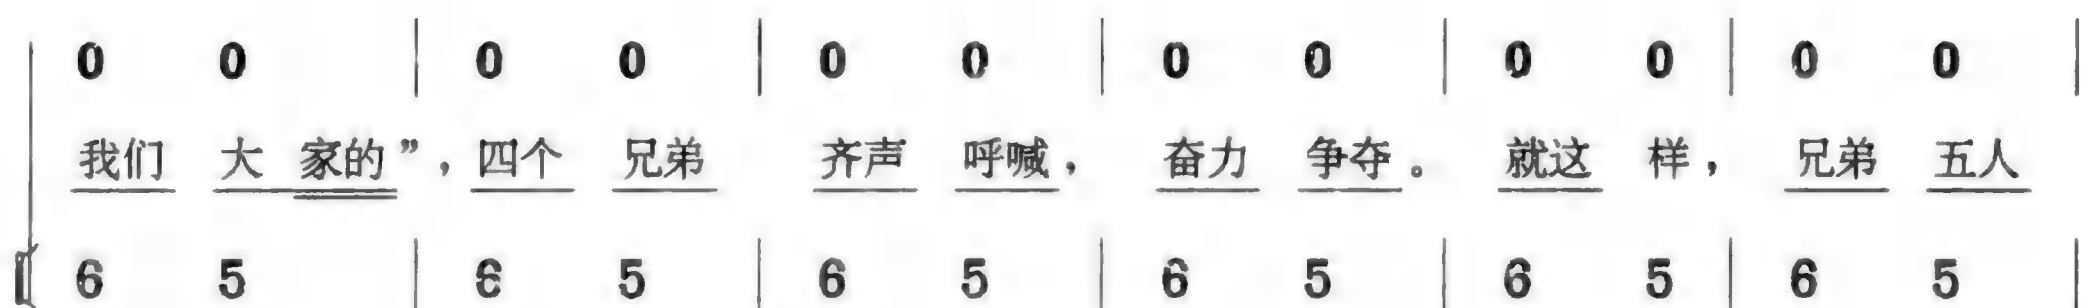 0 0 | 0 0 | 0 0 | 0 0 | 0 0 | 0 0 |
我们 大 家的”，四个 兄弟 齐声 呼喊， 奋力 争夺。 就这 样， 兄弟 五人
6 5 | 6 5 | 6 5 | 6 5 | 6 5 | 6 5 |